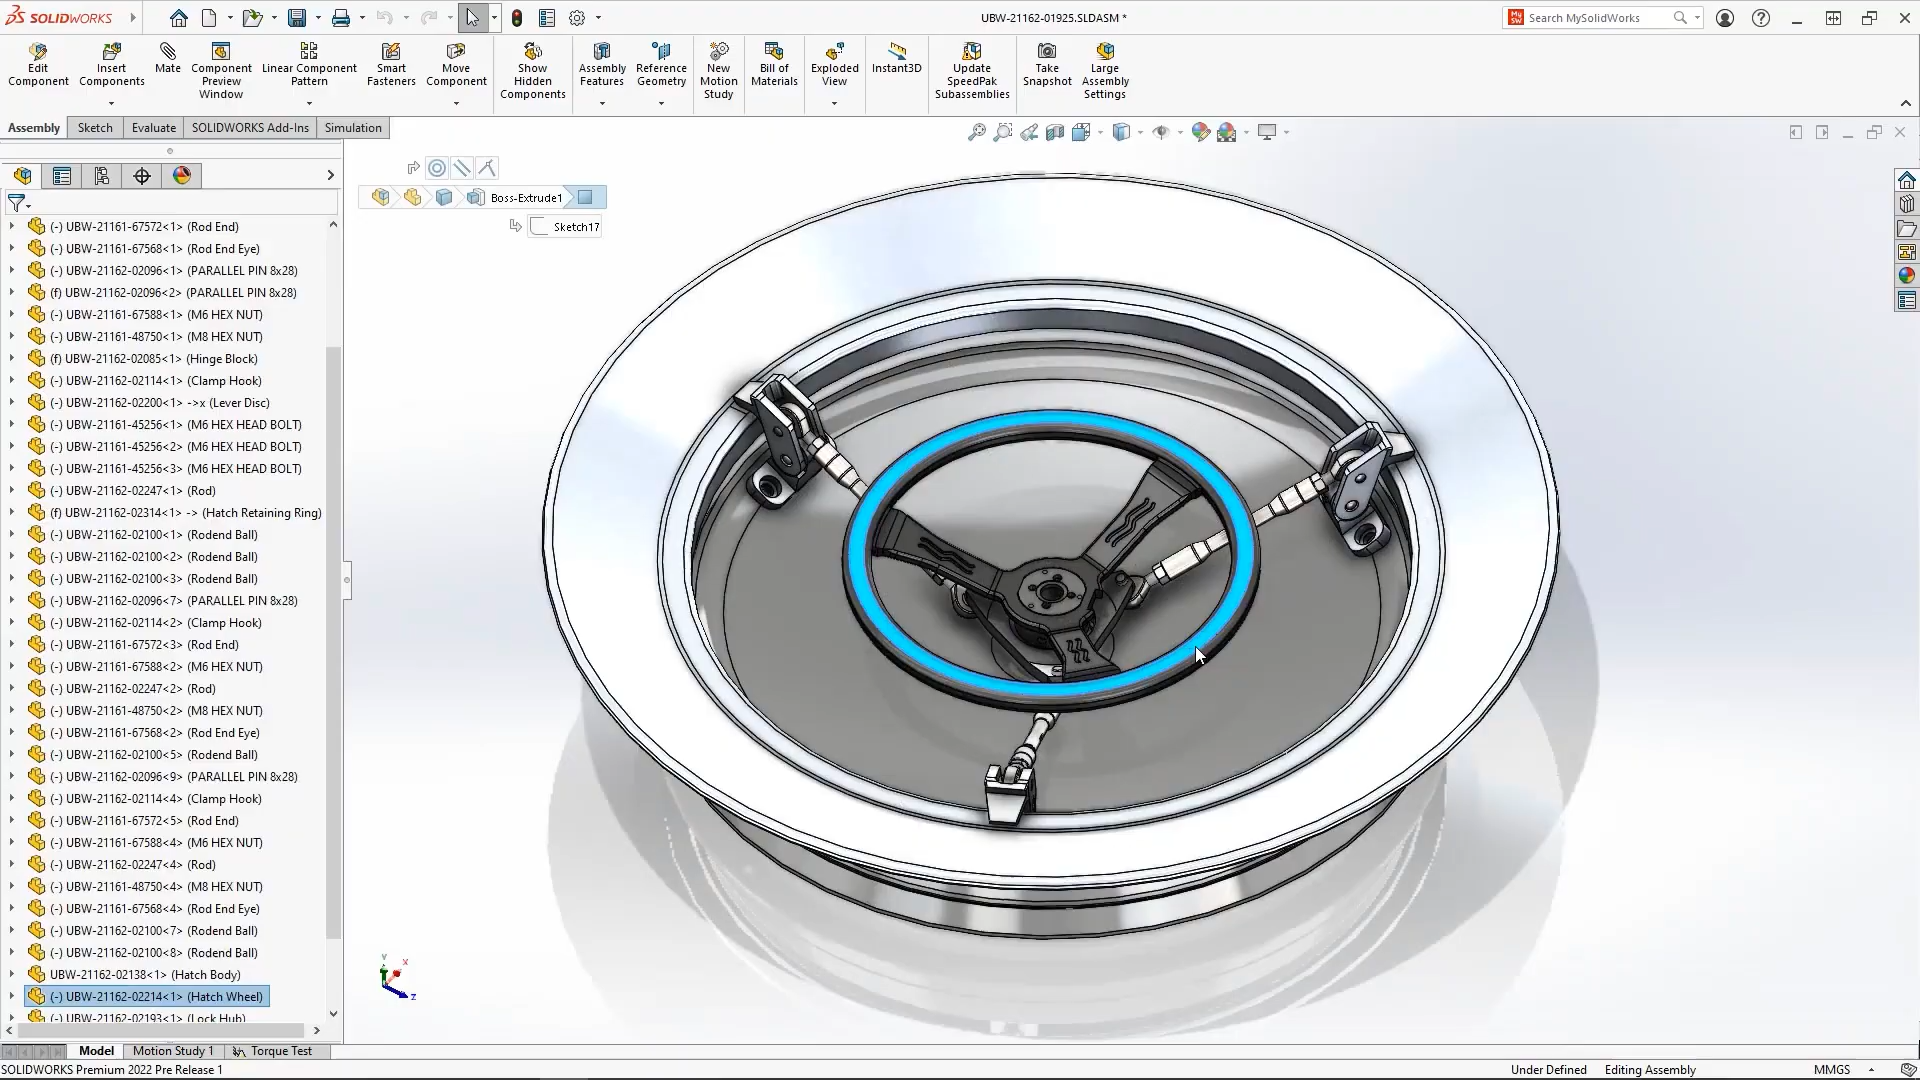 SOLIDWORKS
UBW-21162-01925.SLDASM *
Search MySolidWorks
Edit Component
Insert Components
Mate
Component Preview Window
Linear Component Pattern
Smart Fasteners
Move Component
Show Hidden Components
Assembly Features
Reference Geometry
New Motion Study
Bill of Materials
Exploded View
Instant3D
Update SpeedPak Subassemblies
Take Snapshot
Large Assembly Settings
Assembly
Sketch
Evaluate
SOLIDWORKS Add-Ins
Simulation
Boss-Extrude1
Sketch17
(-) UBW-21161-67572<1> (Rod End)
(-) UBW-21161-67568<1> (Rod End Eye)
(-) UBW-21162-02096<1> (PARALLEL PIN 8x28)
(f) UBW-21162-02096<2> (PARALLEL PIN 8x28)
(-) UBW-21161-67588<1> (M6 HEX NUT)
(-) UBW-21161-48750<1> (M8 HEX NUT)
(f) UBW-21162-02085<1> (Hinge Block)
(-) UBW-21162-02114<1> (Clamp Hook)
(-) UBW-21162-02200<1> ->x (Lever Disc)
(-) UBW-21161-45256<1> (M6 HEX HEAD BOLT)
(-) UBW-21161-45256<2> (M6 HEX HEAD BOLT)
(-) UBW-21161-45256<3> (M6 HEX HEAD BOLT)
(-) UBW-21162-02247<1> (Rod)
(f) UBW-21162-02314<1> -> (Hatch Retaining Ring)
(-) UBW-21162-02100<1> (Rodend Ball)
(-) UBW-21162-02100<2> (Rodend Ball)
(-) UBW-21162-02100<3> (Rodend Ball)
(-) UBW-21162-02096<7> (PARALLEL PIN 8x28)
(-) UBW-21162-02114<2> (Clamp Hook)
(-) UBW-21161-67572<3> (Rod End)
(-) UBW-21161-67588<2> (M6 HEX NUT)
(-) UBW-21162-02247<2> (Rod)
(-) UBW-21161-48750<2> (M8 HEX NUT)
(-) UBW-21161-67568<2> (Rod End Eye)
(-) UBW-21162-02100<5> (Rodend Ball)
(-) UBW-21162-02096<9> (PARALLEL PIN 8x28)
(-) UBW-21162-02114<4> (Clamp Hook)
(-) UBW-21161-67572<5> (Rod End)
(-) UBW-21161-67588<4> (M6 HEX NUT)
(-) UBW-21162-02247<4> (Rod)
(-) UBW-21161-48750<4> (M8 HEX NUT)
(-) UBW-21161-67568<4> (Rod End Eye)
(-) UBW-21162-02100<7> (Rodend Ball)
(-) UBW-21162-02100<8> (Rodend Ball)
UBW-21162-02138<1> (Hatch Body)
(-) UBW-21162-02214<1> (Hatch Wheel)
(-) UBW-21162-02193<1> (Lock Hub)
Y
X
Z
Model
Motion Study 1
Torque Test
SOLIDWORKS Premium 2022 Pre Release 1
Under Defined
Editing Assembly
MMGS